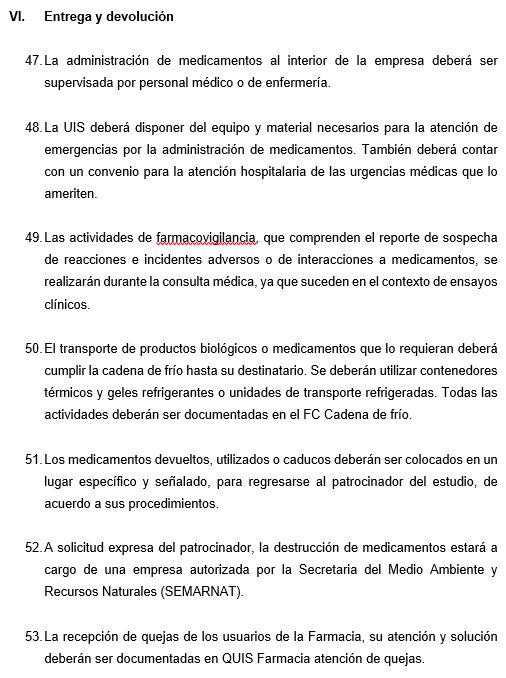 VI. Entrega y devolución
47. La administración de medicamentos al interior de la empresa deberá ser
supervisada por personal médico o de enfermería.
48. La UIS deberá disponer del equipo y material necesarios para la atención de
emergencias por la administración de medicamentos. También deberá contar
con un convenio para la atención hospitalaria de las urgencias médicas que lo
ameriten.
49. Las actividades de farmacovigilancia, que comprenden el reporte de sospecha
de reacciones e incidentes adversos o de interacciones a medicamentos, se
realizarán durante la consulta médica, ya que suceden en el contexto de ensayos
clínicos.
50. El transporte de productos biológicos o medicamentos que lo requieran deberá
cumplir la cadena de frío hasta su destinatario. Se deberán utilizar contenedores
térmicos y geles refrigerantes o unidades de transporte refrigeradas. Todas las
actividades deberán ser documentadas en el FC Cadena de frío.
51. Los medicamentos devueltos, utilizados o caducos deberán ser colocados en un
lugar específico y señalado, para regresarse al patrocinador del estudio, de
acuerdo a sus procedimientos.
52. A solicitud expresa del patrocinador, la destrucción de medicamentos estará a
cargo de una empresa autorizada por la Secretaria del Medio Ambiente y
Recursos Naturales (SEMARNAT).
53. La recepción de quejas de los usuarios de la Farmacia, su atención y solución
deberán ser documentadas en QUIS Farmacia atención de quejas.